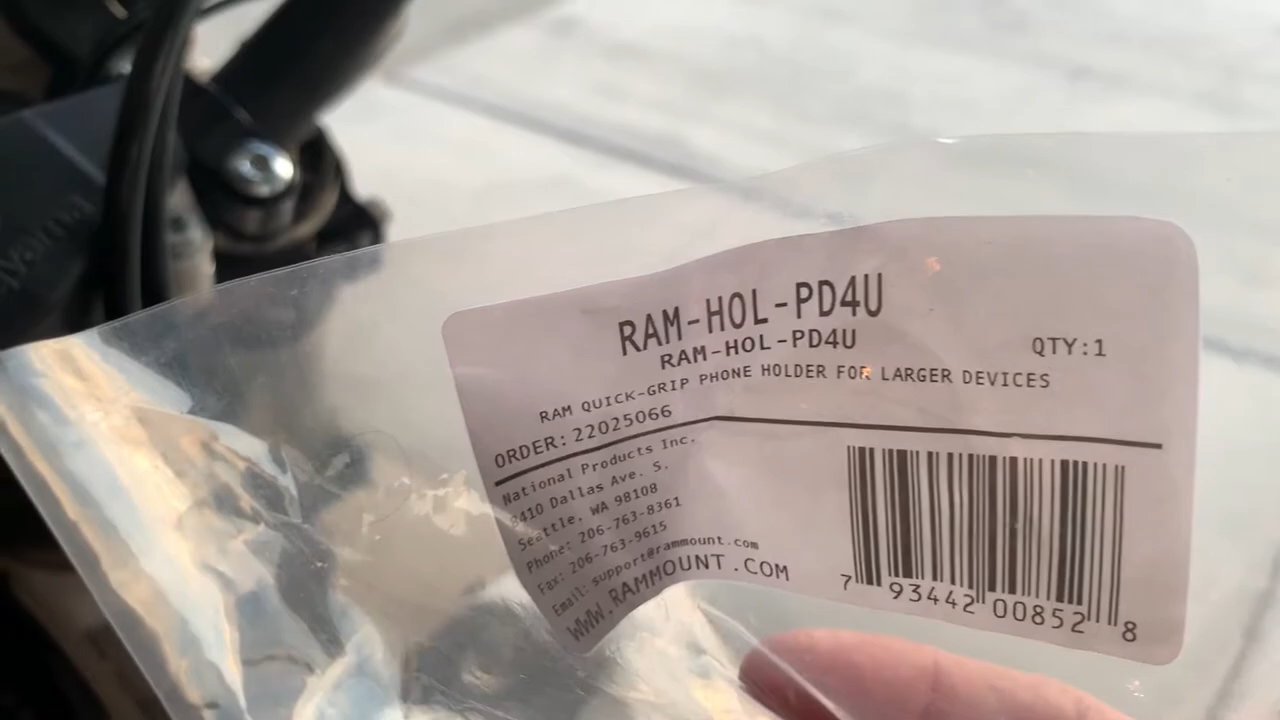 RAM-HOL-PD4U
RAM-HOL-PD4U
QTY:1
RAM QUICK-GRIP PHONE HOLDER FOR LARGER DEVICES
ORDER: 22025066
National Products Inc.
8410 Dallas Ave. S.
Seattle, WA 98108
Phone: 206-763-8361
Fax: 206-763-9615
Email: support@rammount.com
WWW.RAMMOUNT.COM
7 93442 00852 8